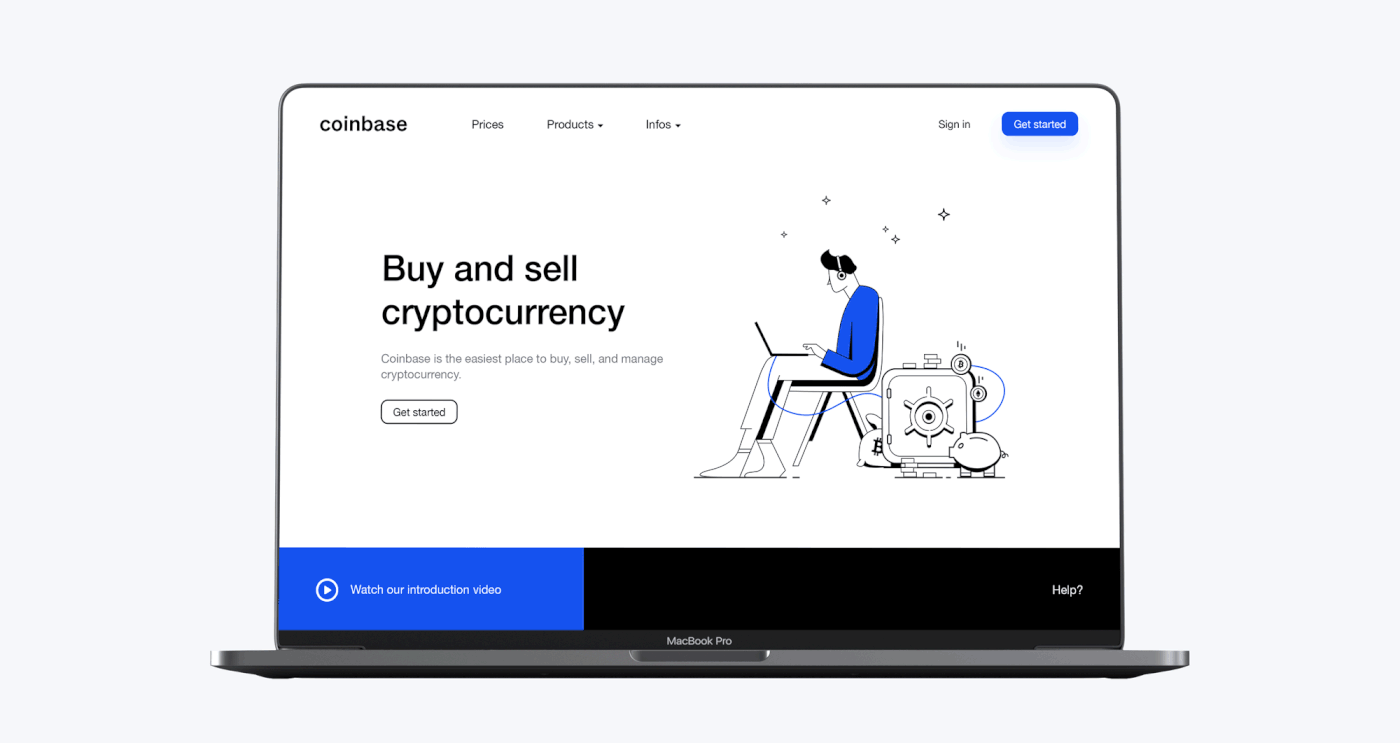 coinbase
Prices
Products
Infos
Sign in
Get started
Buy and sell
cryptocurrency
Coinbase is the easiest place to buy, sell, and manage
cryptocurrency.
Get started
Watch our introduction video
Help?
MacBook Pro